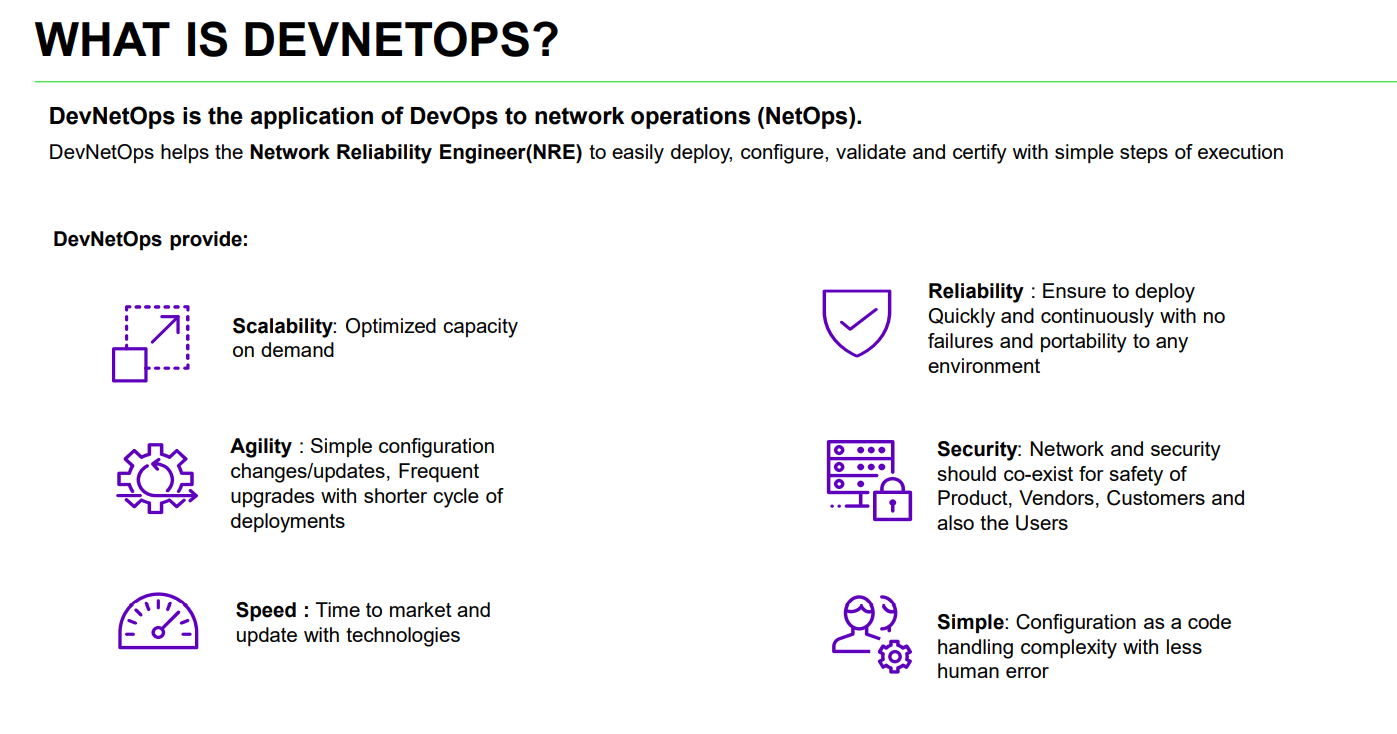 WHAT IS DEVNETOPS?
DevNetOps is the application of DevOps to network operations (NetOps).
DevNetOps helps the Network Reliability Engineer(NRE) to easily deploy, configure, validate and certify with simple steps of execution
DevNetOps provide:
Scalability: Optimized capacity
on demand
Agility : Simple configuration
changes/updates, Frequent
upgrades with shorter cycle of
deployments
Speed : Time to market and
update with technologies
Reliability : Ensure to deploy
Quickly and continuously with no
failures and portability to any
environment
Security: Network and security
should co-exist for safety of
Product, Vendors, Customers and
also the Users
Simple: Configuration as a code
handling complexity with less
human error